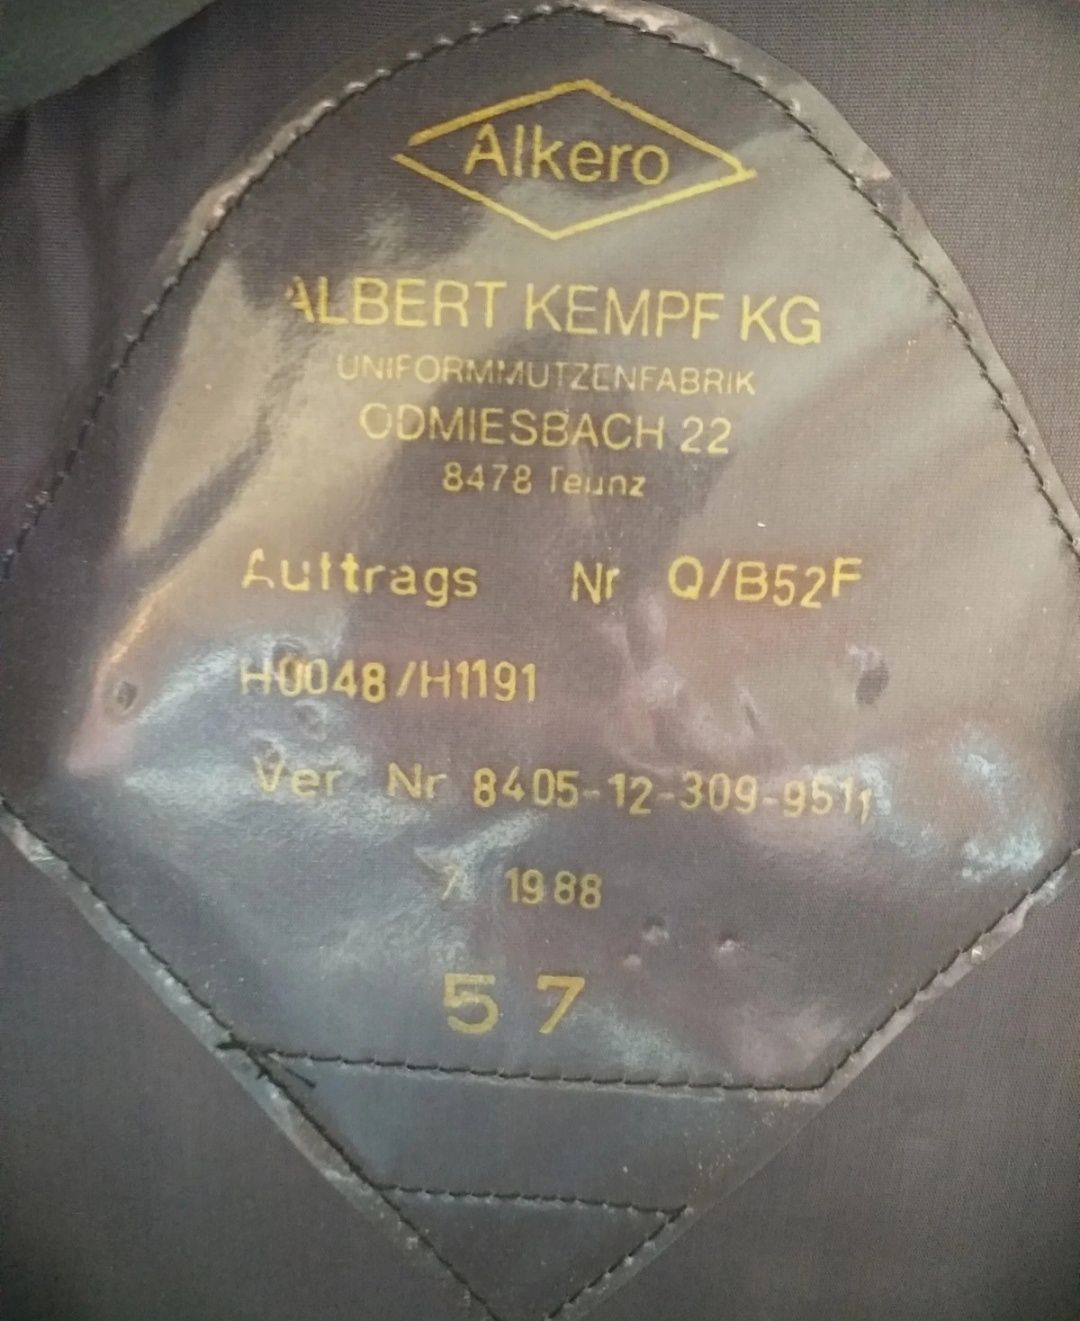 Alkero
ALBERT KEMPF KG
UNIFORMMUTZENFABRIK
ODMIESBACH 22
8478 Teunz
Auftrags Nr Q/B52F
H0048/H1191
Ver Nr 8405-12-309-9511
7 1988
57